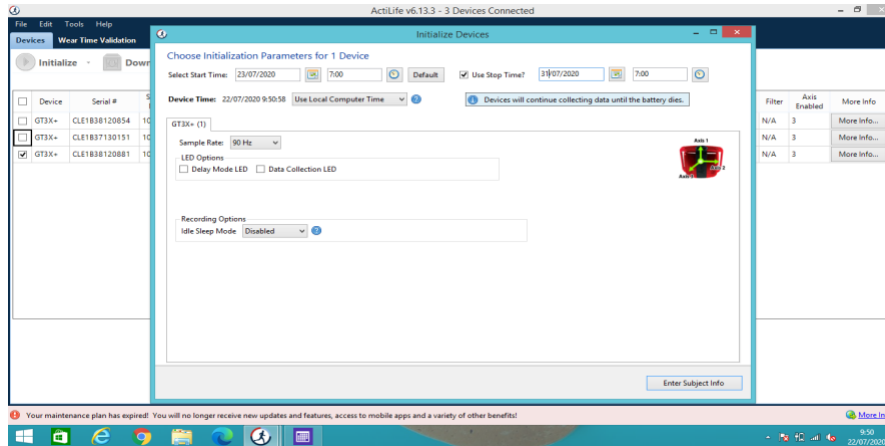 ActiLife v6.13.3 - 3 Devices Connected
File Edit Tools Help
Devices Wear Time Validation
Initialize Down
Device Serial #
GT3X+ CLE1B38120854 10
GT3X+ CLE1B37130151 10
GT3X+ CLE1B38120881 10
Initialize Devices
Choose Initialization Parameters for 1 Device
Select Start Time: 23/07/2020 7:00 Default Use Stop Time? 31/07/2020 7:00
Device Time: 22/07/2020 9:50:58 Use Local Computer Time Devices will continue collecting data until the battery dies.
GT3X+ (1)
Sample Rate: 90 Hz
LED Options
Delay Mode LED Data Collection LED
Axis 1
Axis 2
Recording Options
Idle Sleep Mode Disabled
Enter Subject Info
Filter Axis Enabled More Info
N/A 3 More Info...
N/A 3 More Info...
N/A 3 More Info...
Your maintenance plan has expired! You will no longer receive new updates and features, access to mobile apps and a variety of other benefits! More In
9:50
22/07/2020